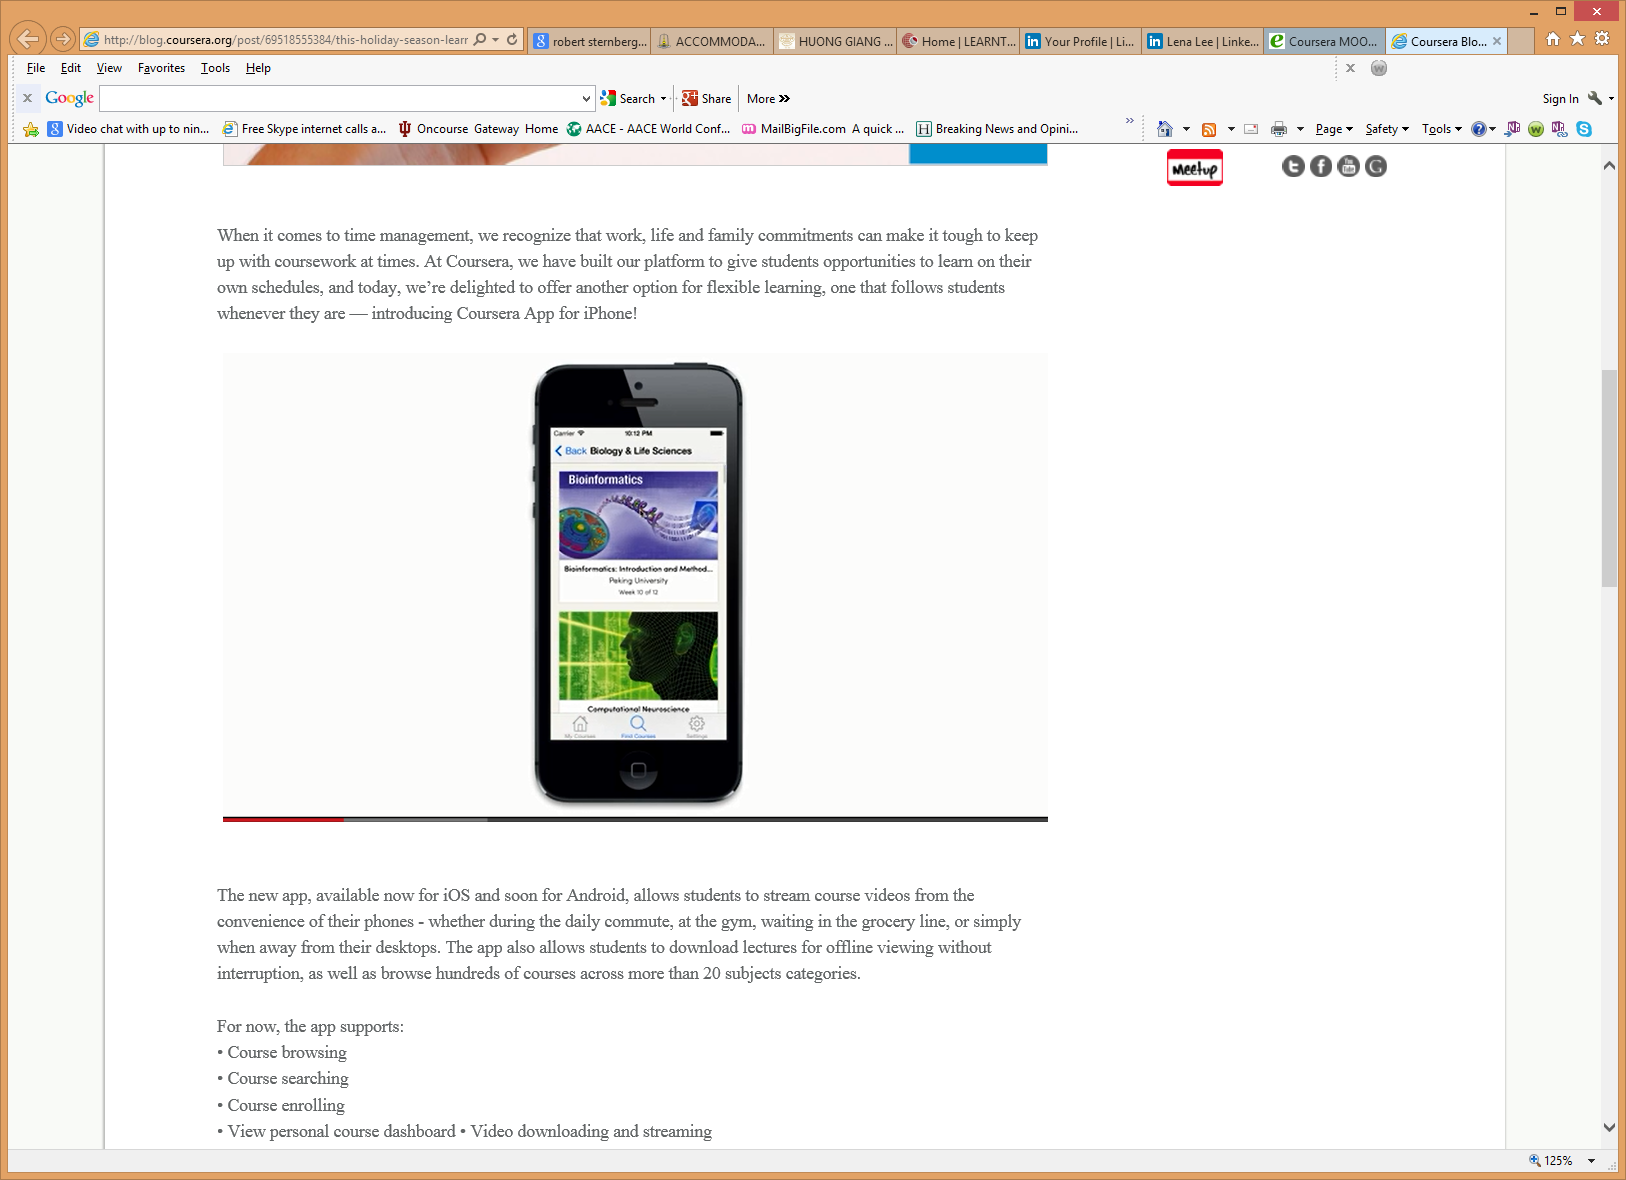 http://blog.coursera.org/post/69518555384/this-holiday-season-learr
robert sternberg...
ACCOMMODA...
HUONG GIANG ...
Home | LEARNT...
Your Profile | Li...
Lena Lee | Linke...
Coursera MOO...
Coursera Blo...
File Edit View Favorites Tools Help
Google
Search
Share
More
Sign In
Video chat with up to nin...
Free Skype internet calls a...
Oncourse Gateway Home
AACE - AACE World Conf...
MailBigFile.com A quick ...
Breaking News and Opini...
Page
Safety
Tools
Meetup
When it comes to time management, we recognize that work, life and family commitments can make it tough to keep
up with coursework at times. At Coursera, we have built our platform to give students opportunities to learn on their
own schedules, and today, we’re delighted to offer another option for flexible learning, one that follows students
whenever they are — introducing Coursera App for iPhone!
Carrier 10:12 PM
Back Biology & Life Sciences
Bioinformatics
Bioinformatics: Introduction and Method...
Peking University
Week 10 of 12
Computational Neuroscience
My Courses Find Courses Settings
The new app, available now for iOS and soon for Android, allows students to stream course videos from the
convenience of their phones - whether during the daily commute, at the gym, waiting in the grocery line, or simply
when away from their desktops. The app also allows students to download lectures for offline viewing without
interruption, as well as browse hundreds of courses across more than 20 subjects categories.
For now, the app supports:
• Course browsing
• Course searching
• Course enrolling
• View personal course dashboard • Video downloading and streaming
125%